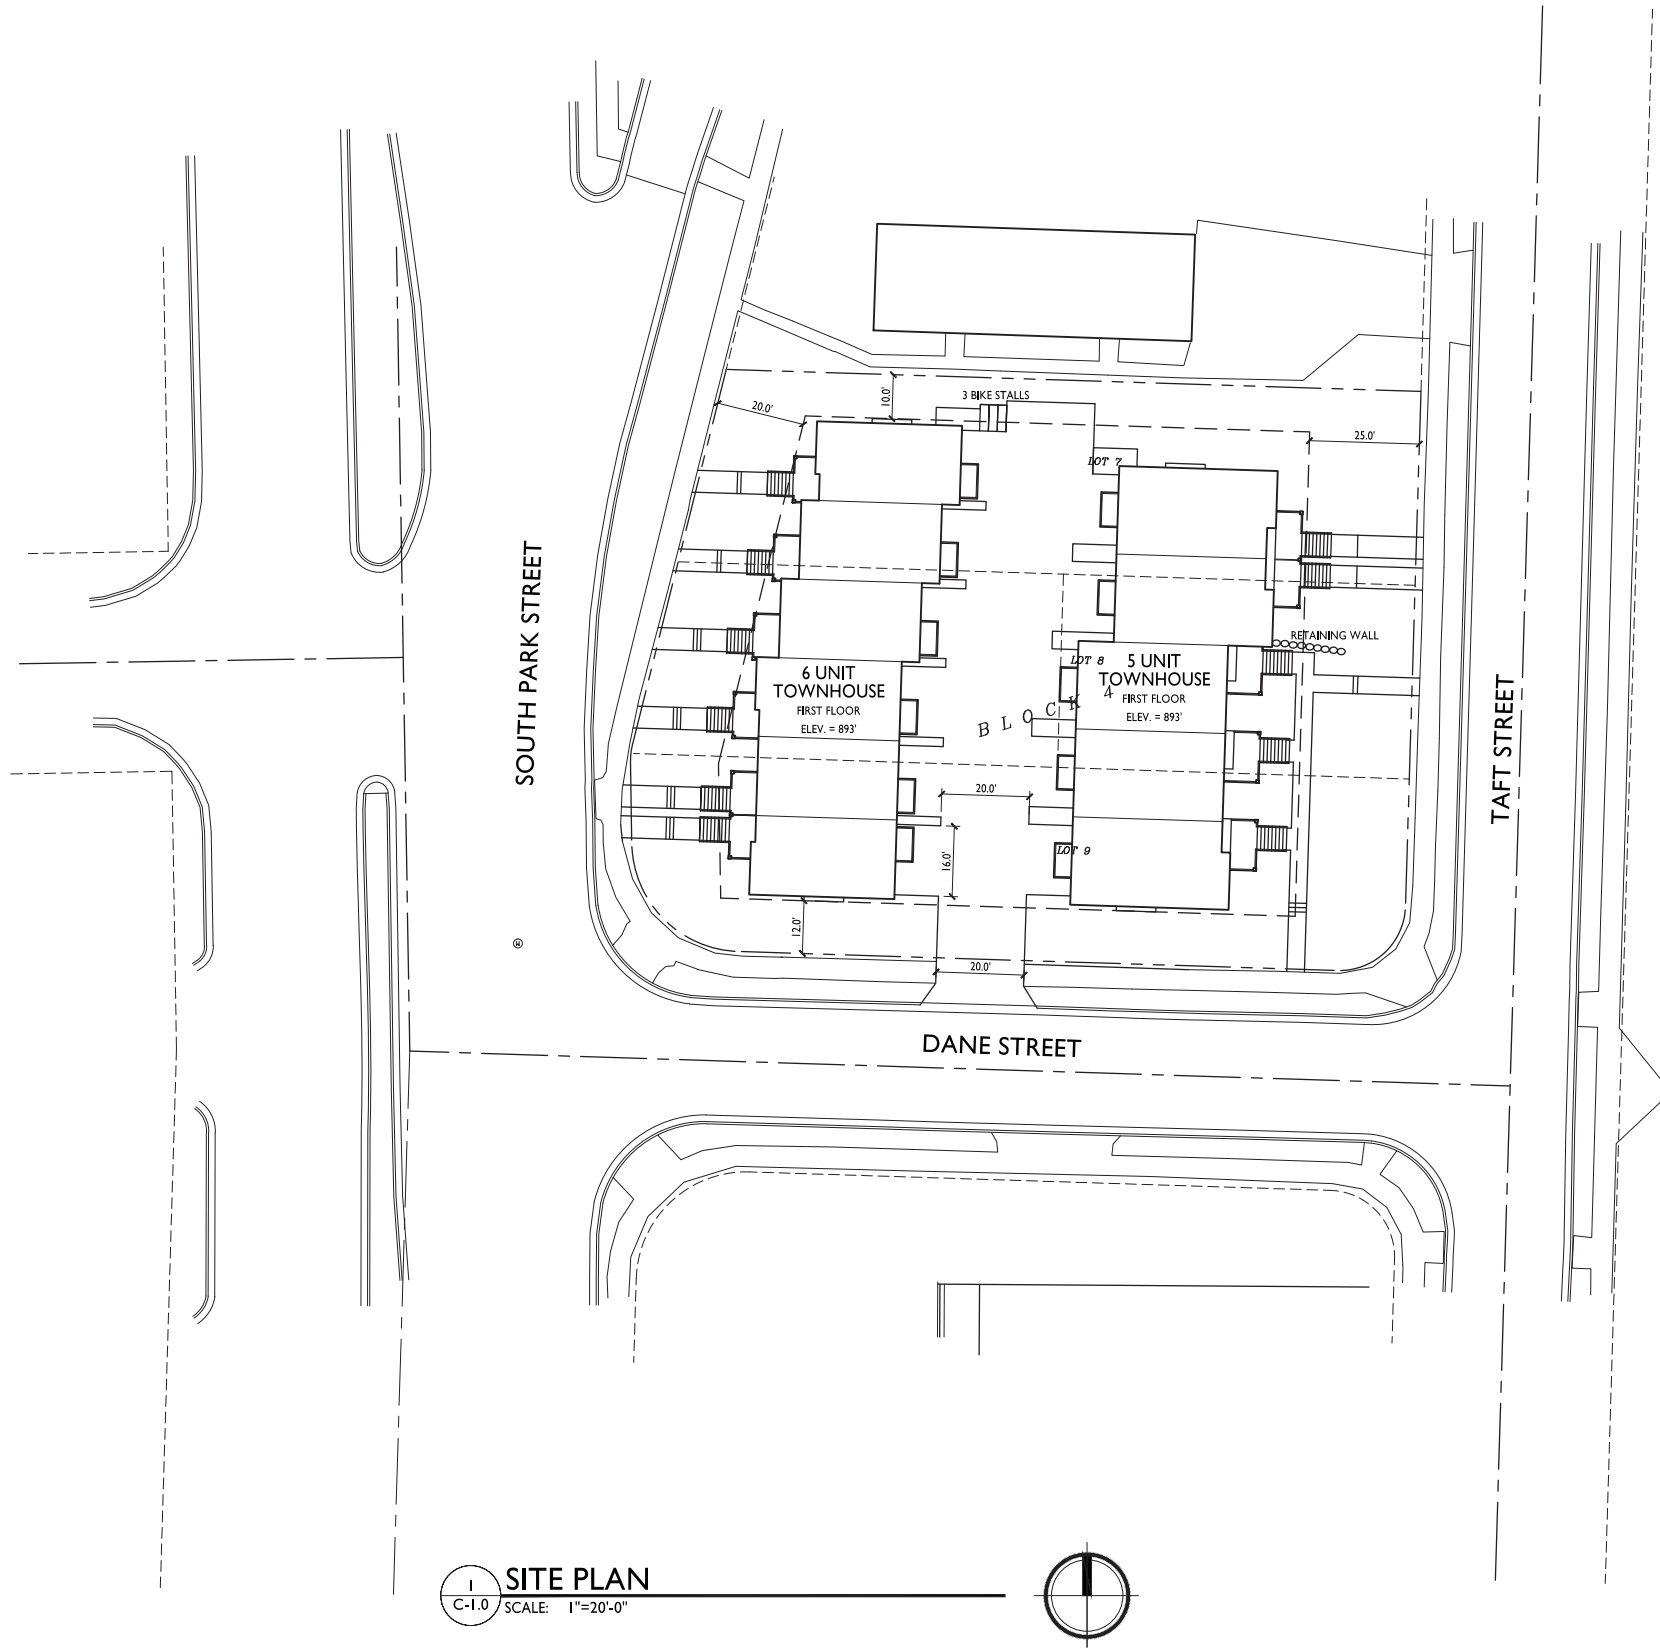 10.0'
3 BIKE STALLS
20.0'
25.0'
LOT 7
SOUTH PARK STREET
RETAINING WALL
6 UNIT
TOWNHOUSE
FIRST FLOOR
ELEV. = 893'
LOT 8
5 UNIT
TOWNHOUSE
FIRST FLOOR
ELEV. = 893'
BLOCK 4
TAFT STREET
20.0'
16.0'
LOT 9
12.0'
20.0'
DANE STREET
1
C-1.0
SITE PLAN
SCALE: 1"=20'-0"